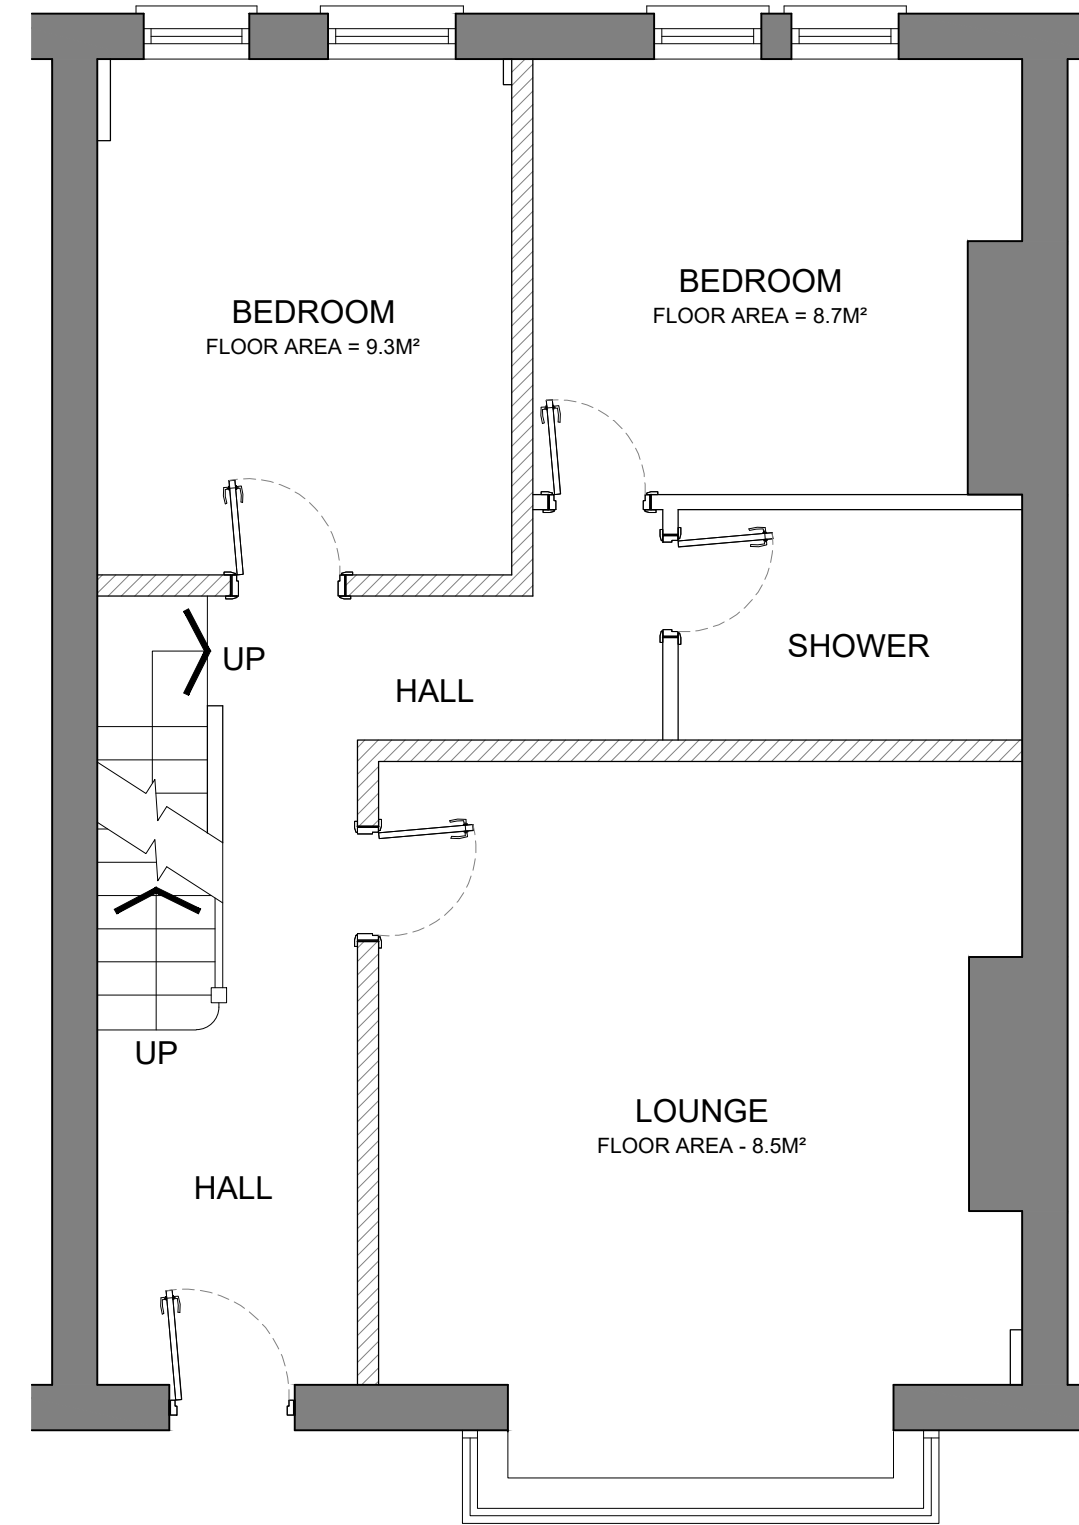 BEDROOM
FLOOR AREA = 9.3M²
BEDROOM
FLOOR AREA = 8.7M²
UP
HALL
SHOWER
UP
HALL
LOUNGE
FLOOR AREA - 8.5M²